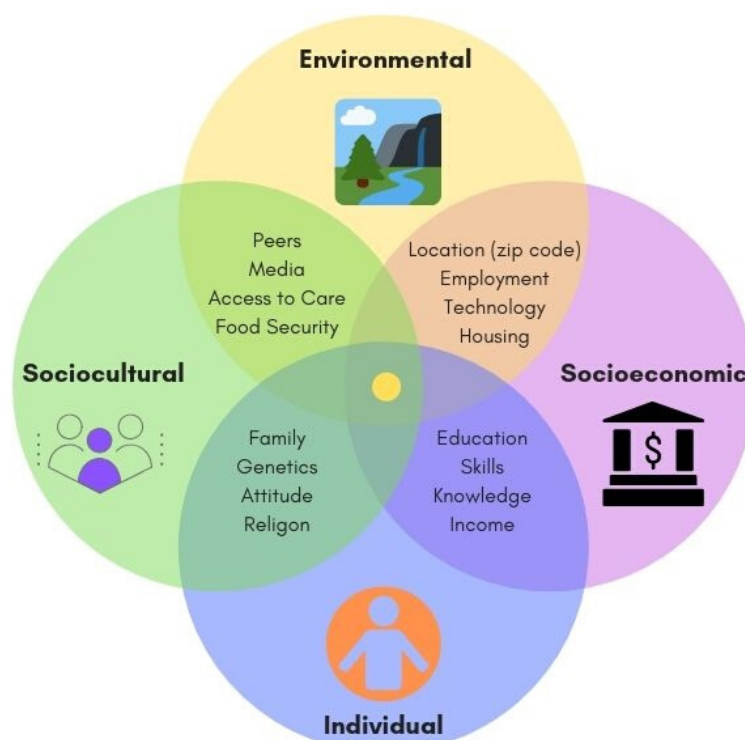 Environmental
Peers
Media
Access to Care
Food Security
Location (zip code)
Employment
Technology
Housing
Sociocultural
Socioeconomic
$
Family
Genetics
Attitude
Religon
Education
Skills
Knowledge
Income
Individual